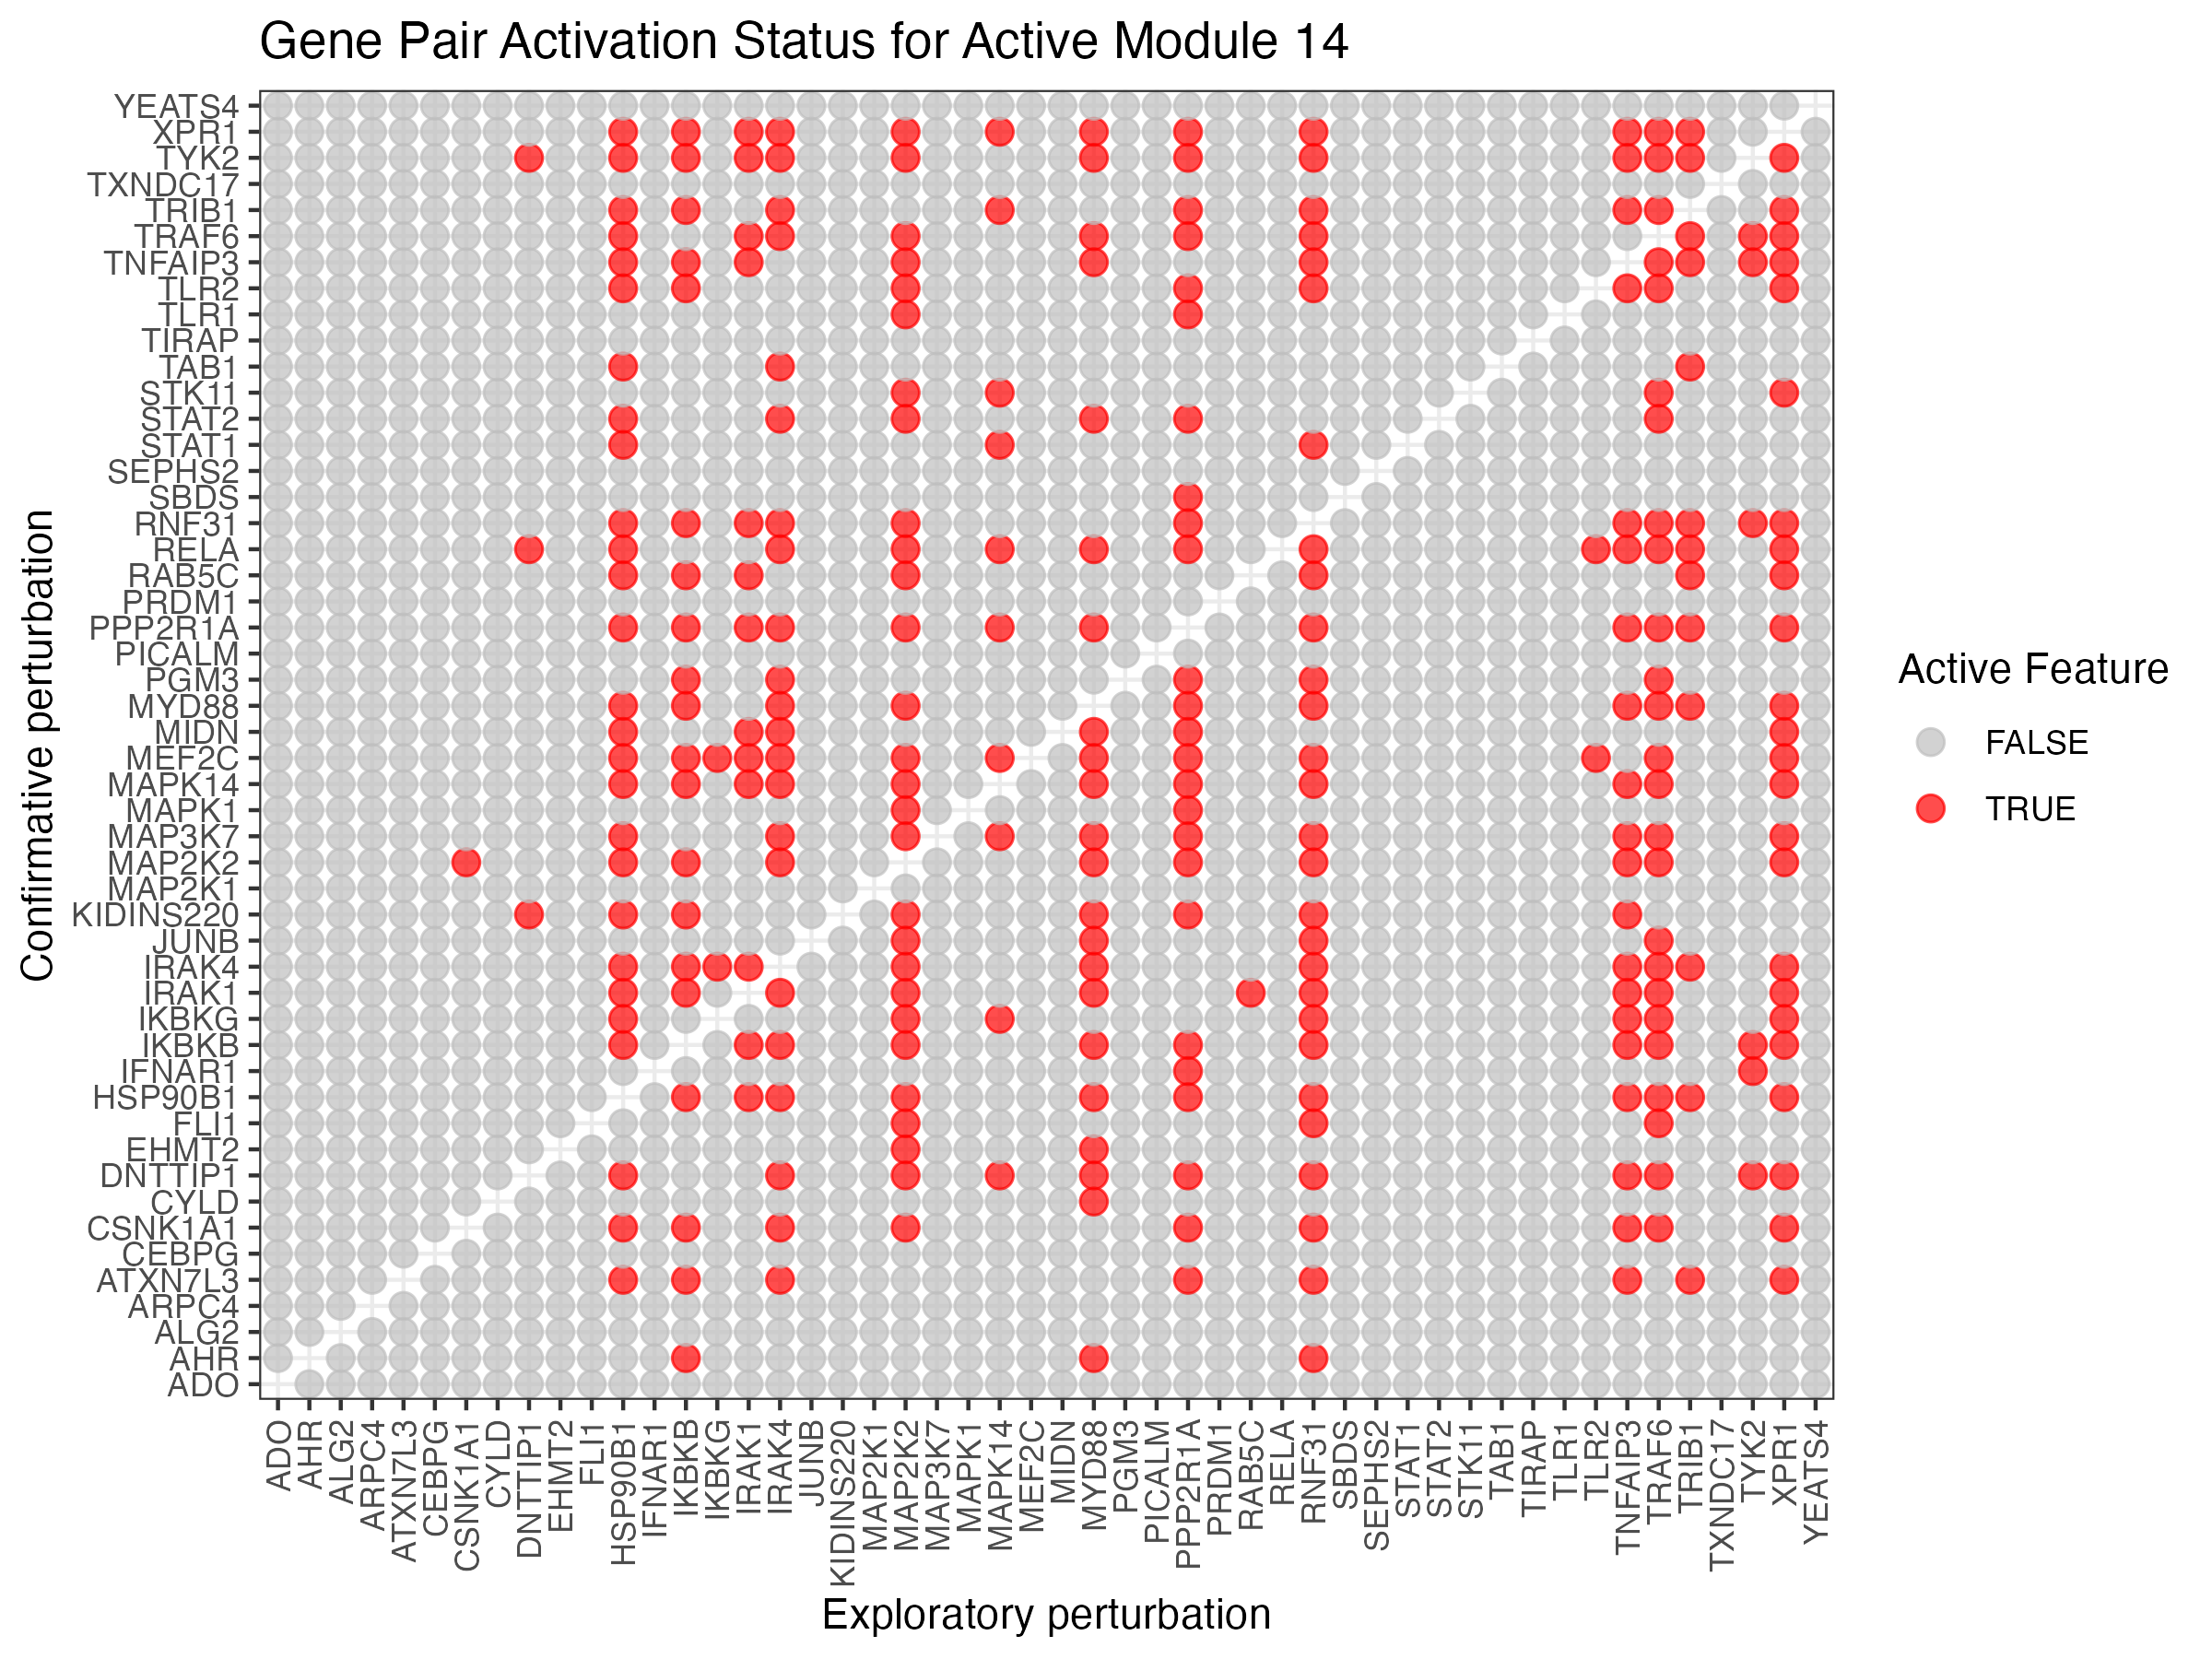 Gene Pair Activation Status for Active Module 14
Confirmative perturbation
YEATS4
XPR1
TYK2
TXNDC17
TRIB1
TRAF6
TNFAIP3
TLR2
TLR1
TIRAP
TAB1
STK11
STAT2
STAT1
SEPHS2
SBDS
RNF31
RELA
RAB5C
PRDM1
PPP2R1A
PICALM
PGM3
MYD88
MIDN
MEF2C
MAPK14
MAPK1
MAP3K7
MAP2K2
MAP2K1
KIDINS220
JUNB
IRAK4
IRAK1
IKBKG
IKBKB
IFNAR1
HSP90B1
FLI1
EHMT2
DNTTIP1
CYLD
CSNK1A1
CEBPG
ATXN7L3
ARPC4
ALG2
AHR
ADO
ADO
AHR
ALG2
ARPC4
ATXN7L3
CEBPG
CSNK1A1
CYLD
DNTTIP1
EHMT2
FLI1
HSP90B1
IFNAR1
IKBKB
IKBKG
IRAK1
IRAK4
JUNB
KIDINS220
MAP2K1
MAP2K2
MAP3K7
MAPK1
MAPK14
MEF2C
MIDN
MYD88
PGM3
PICALM
PPP2R1A
PRDM1
RAB5C
RELA
RNF31
SBDS
SEPHS2
STAT1
STAT2
STK11
TAB1
TIRAP
TLR1
TLR2
TNFAIP3
TRAF6
TRIB1
TXNDC17
TYK2
XPR1
YEATS4
Exploratory perturbation
Active Feature
FALSE
TRUE